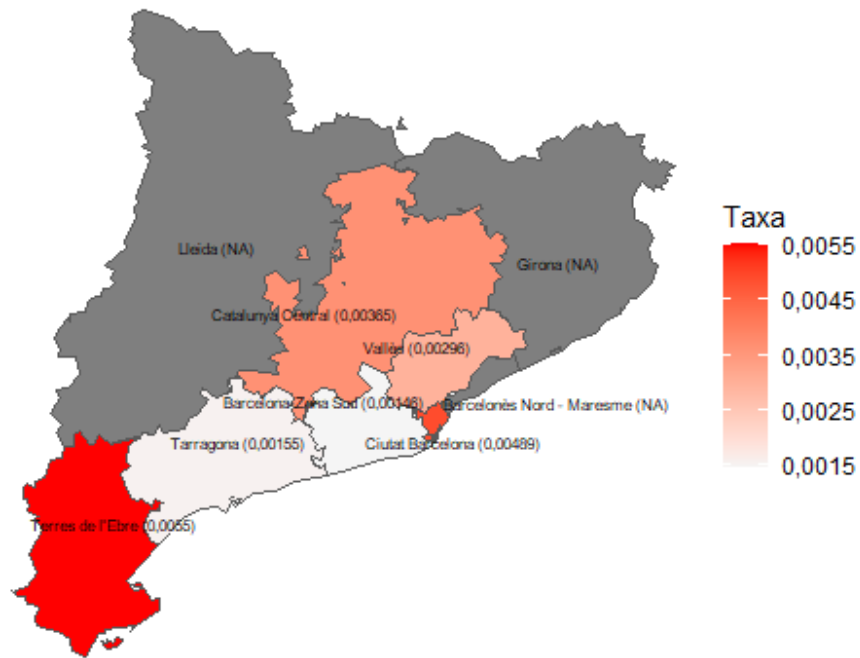 Taxa
0,0055
0,0045
0,0035
0,0025
0,0015
Lleida (NA)
Girona (NA)
Catalunya Central (0,00365)
Vallès (0,00296)
Barcelona Zona Sud (0,00146)
Barcelonès Nord - Maresme (NA)
Tarragona (0,00155)
Ciutat Barcelona (0,00489)
Terres de l'Ebre (0,0055)